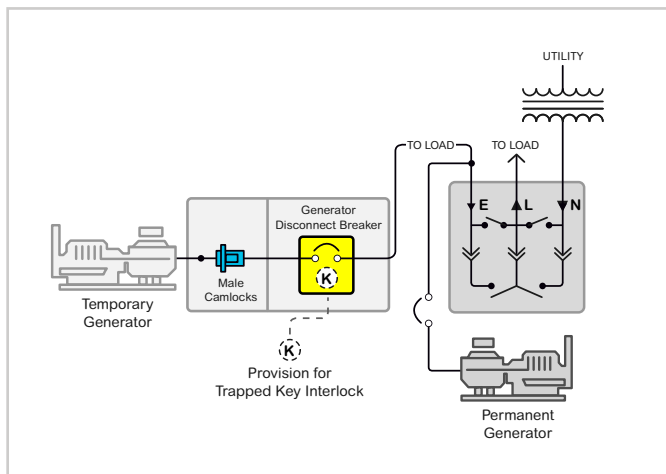 UTILITY
TO LOAD
TO LOAD
E
L
N
Generator
Disconnect Breaker
K
Male
Camlocks
Temporary
Generator
K
Provision for
Trapped Key Interlock
Permanent
Generator